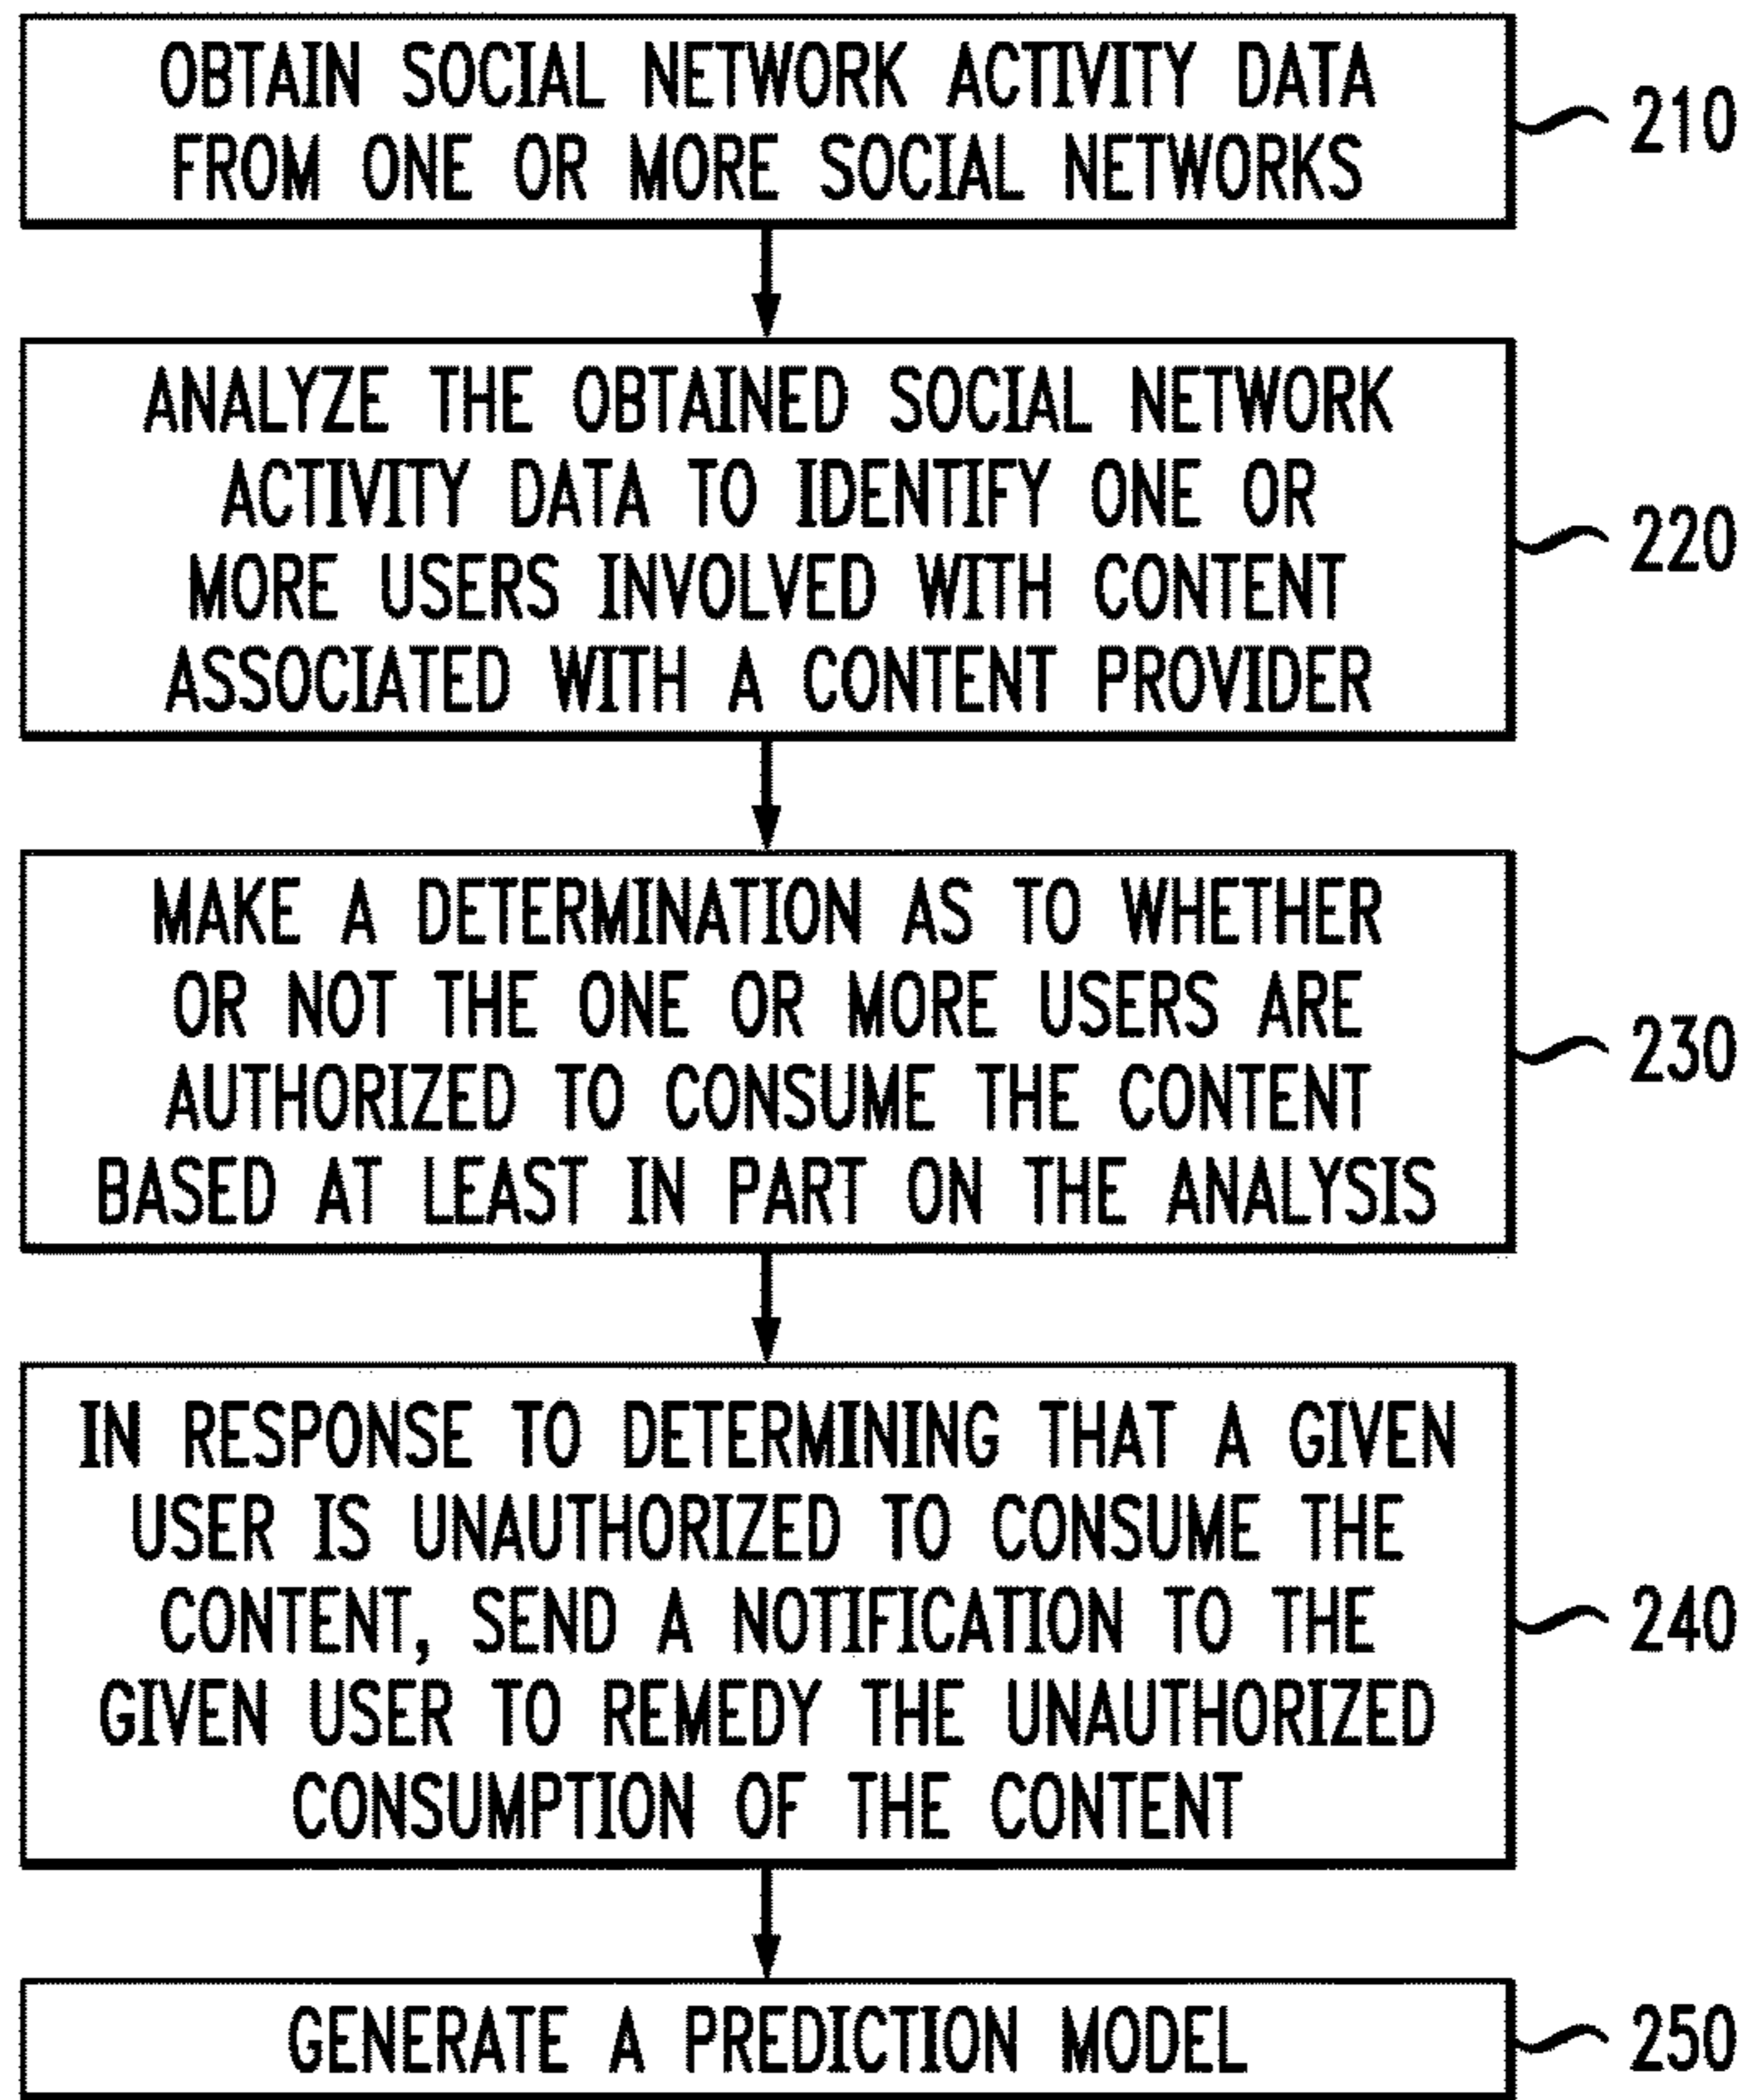 OBTAIN SOCIAL NETWORK ACTIVITY DATA
FROM ONE OR MORE SOCIAL NETWORKS
210
ANALYZE THE OBTAINED SOCIAL NETWORK
ACTIVITY DATA TO IDENTIFY ONE OR
MORE USERS INVOLVED WITH CONTENT
ASSOCIATED WITH A CONTENT PROVIDER
220
MAKE A DETERMINATION AS TO WHETHER
OR NOT THE ONE OR MORE USERS ARE
AUTHORIZED TO CONSUME THE CONTENT
BASED AT LEAST IN PART ON THE ANALYSIS
230
IN RESPONSE TO DETERMINING THAT A GIVEN
USER IS UNAUTHORIZED TO CONSUME THE
CONTENT, SEND A NOTIFICATION TO THE
GIVEN USER TO REMEDY THE UNAUTHORIZED
CONSUMPTION OF THE CONTENT
240
GENERATE A PREDICTION MODEL
250